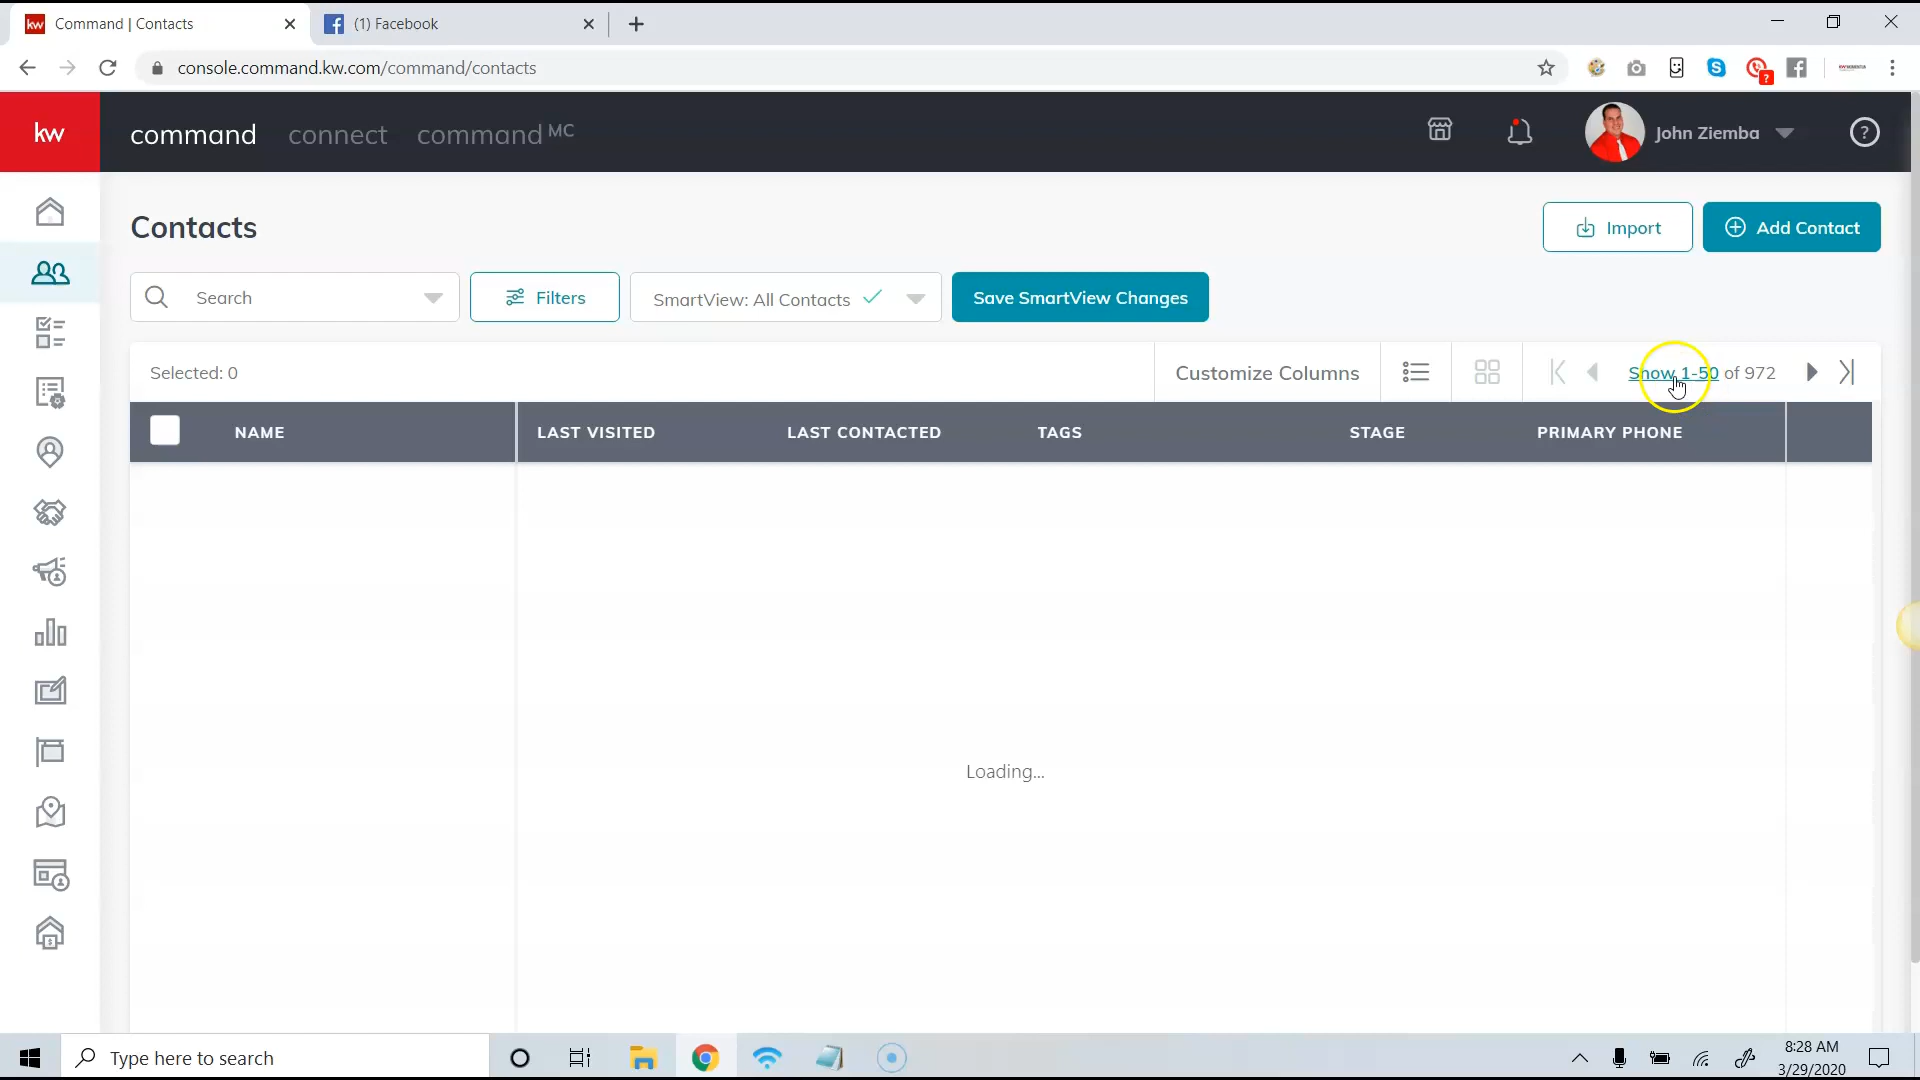 kw Command | Contacts
(1) Facebook
console.command.kw.com/command/contacts
?
kw
command connect command MC
John Ziemba
?
Contacts
Import
Add Contact
Search
Filters
SmartView: All Contacts
Save SmartView Changes
Selected: 0
Customize Columns
Show 1-50 of 972
NAME LAST VISITED LAST CONTACTED TAGS STAGE PRIMARY PHONE
Loading...
Type here to search
8:28 AM
3/29/2020